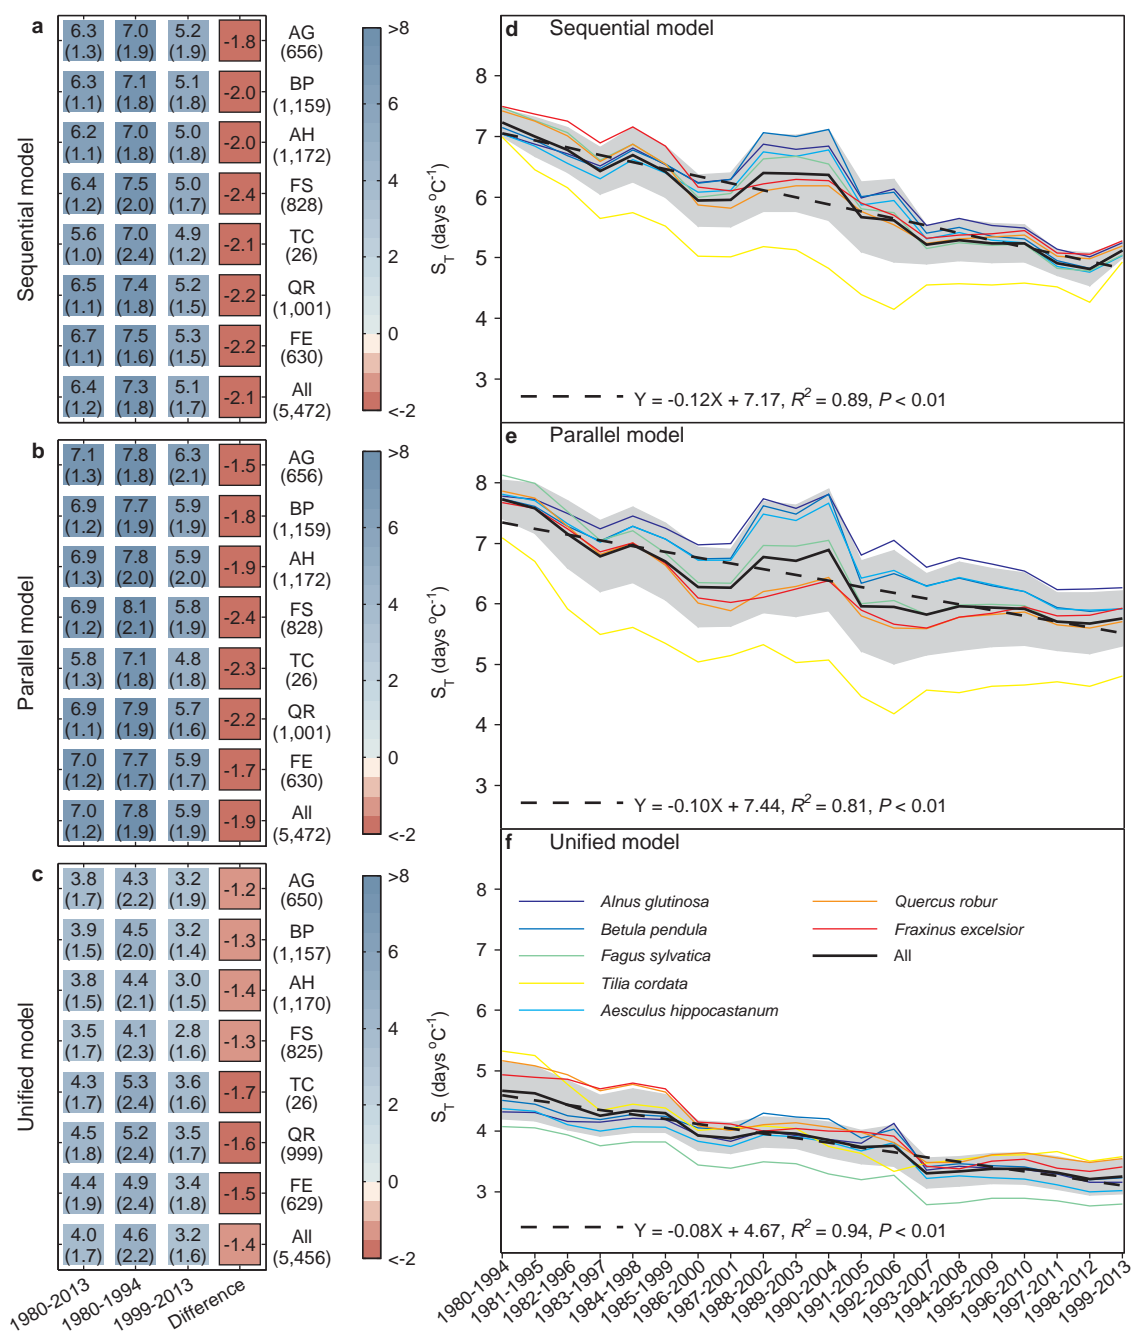 a
Sequential model
6.3 7.0 5.2 -1.8 AG
(1.3) (1.9) (1.9) (656)
6.3 7.1 5.1 -2.0 BP
(1.1) (1.8) (1.8) (1,159)
6.2 7.0 5.0 -2.0 AH
(1.1) (1.8) (1.8) (1,172)
6.4 7.5 5.0 -2.4 FS
(1.2) (2.0) (1.7) (828)
5.6 7.0 4.9 -2.1 TC
(1.0) (2.4) (1.2) (26)
6.5 7.4 5.2 -2.2 QR
(1.1) (1.8) (1.5) (1,001)
6.7 7.5 5.3 -2.2 FE
(1.1) (1.6) (1.5) (630)
6.4 7.3 5.1 -2.1 All
(1.2) (1.8) (1.7) (5,472)
>8
6
4
2
0
<-2
b
Parallel model
7.1 7.8 6.3 -1.5 AG
(1.3) (1.8) (2.1) (656)
6.9 7.7 5.9 -1.8 BP
(1.2) (1.9) (1.9) (1,159)
6.9 7.8 5.9 -1.9 AH
(1.3) (2.0) (2.0) (1,172)
6.9 8.1 5.8 -2.4 FS
(1.2) (2.1) (1.9) (828)
5.8 7.1 4.8 -2.3 TC
(1.3) (1.8) (1.8) (26)
6.9 7.9 5.7 -2.2 QR
(1.1) (1.9) (1.6) (1,001)
7.0 7.7 5.9 -1.7 FE
(1.2) (1.7) (1.7) (630)
7.0 7.8 5.9 -1.9 All
(1.2) (1.9) (1.9) (5,472)
>8
6
4
2
0
<-2
c
Unified model
3.8 4.3 3.2 -1.2 AG
(1.7) (2.2) (1.9) (650)
3.9 4.5 3.2 -1.3 BP
(1.5) (2.0) (1.4) (1,157)
3.8 4.4 3.0 -1.4 AH
(1.5) (2.1) (1.5) (1,170)
3.5 4.1 2.8 -1.3 FS
(1.7) (2.3) (1.6) (825)
4.3 5.3 3.6 -1.7 TC
(1.6) (2.4) (1.6) (26)
4.5 5.2 3.5 -1.6 QR
(1.8) (2.4) (1.7) (999)
4.4 4.9 3.4 -1.5 FE
(1.9) (2.4) (1.8) (629)
4.0 4.6 3.2 -1.4 All
(1.7) (2.2) (1.6) (5,456)
>8
6
4
2
0
<-2
1980-2013
1980-1994
1999-2013
Difference
d Sequential model
S_T (days °C⁻¹)
8
7
6
5
4
3
Y = -0.12X + 7.17, R² = 0.89, P < 0.01
e Parallel model
S_T (days °C⁻¹)
8
7
6
5
4
3
Y = -0.10X + 7.44, R² = 0.81, P < 0.01
f Unified model
S_T (days °C⁻¹)
8
7
6
5
4
3
Alnus glutinosa
Betula pendula
Fagus sylvatica
Tilia cordata
Aesculus hippocastanum
Quercus robur
Fraxinus excelsior
All
Y = -0.08X + 4.67, R² = 0.94, P < 0.01
1980-1994
1981-1995
1982-1996
1983-1997
1984-1998
1985-1999
1986-2000
1987-2001
1988-2002
1989-2003
1990-2004
1991-2005
1992-2006
1993-2007
1994-2008
1995-2009
1996-2010
1997-2011
1998-2012
1999-2013